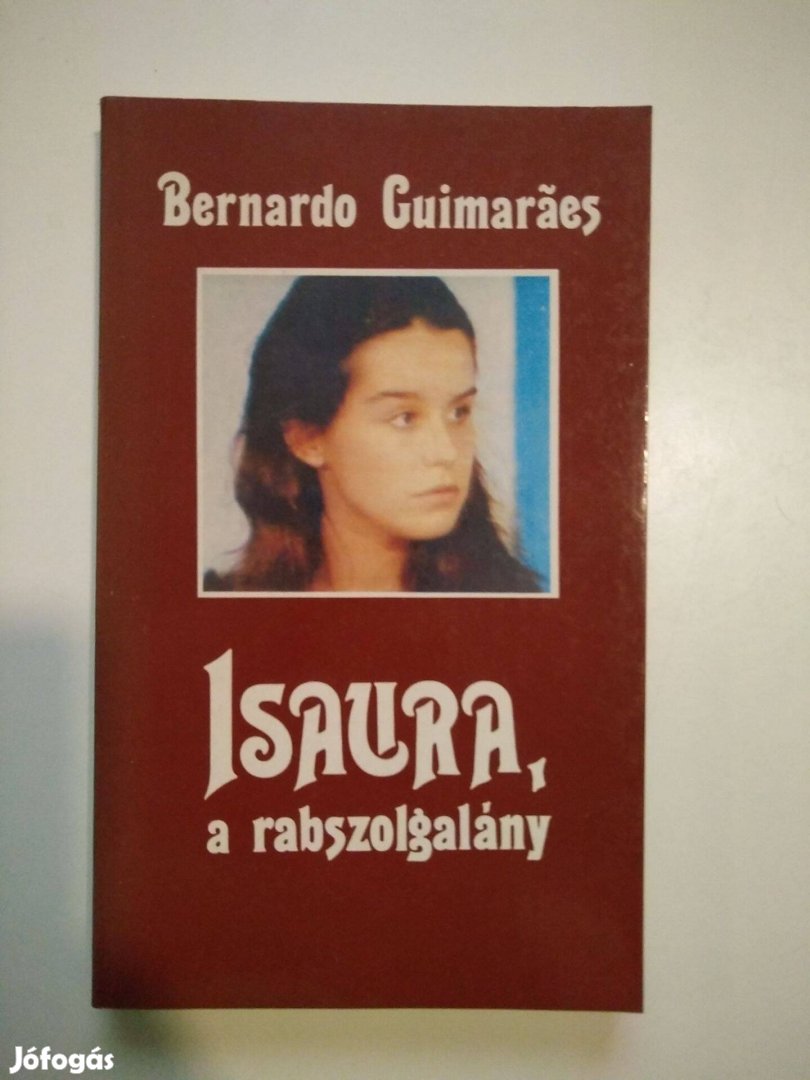 Bernardo Guimarães
ISAURA,
a rabszolgalány
Jófogás